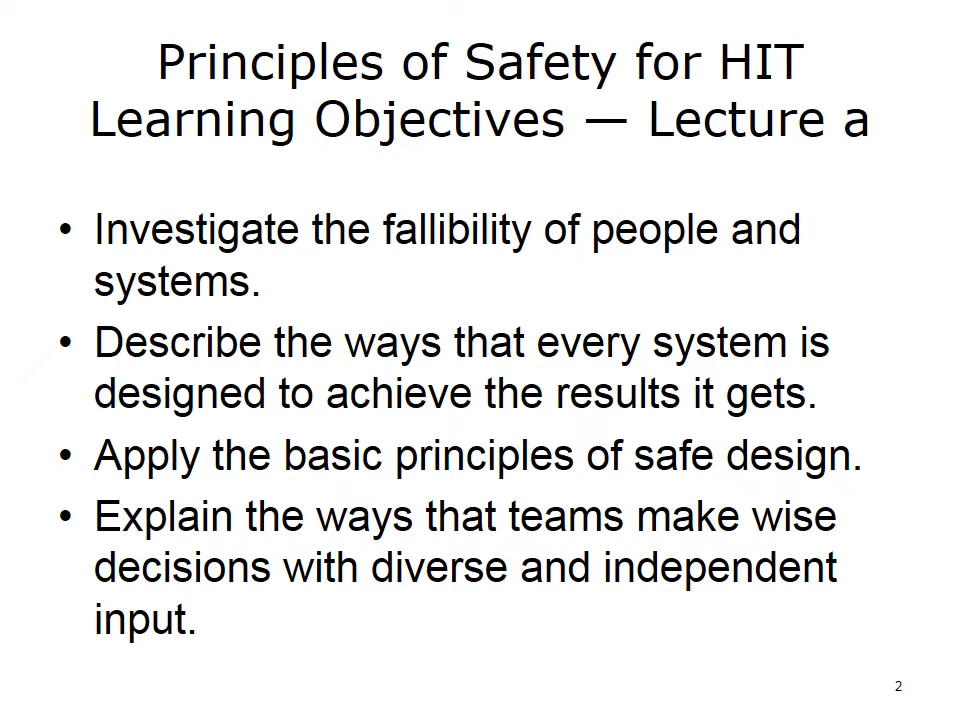 Principles of Safety for HIT
Learning Objectives — Lecture a
• Investigate the fallibility of people and
systems.
• Describe the ways that every system is
designed to achieve the results it gets.
• Apply the basic principles of safe design.
• Explain the ways that teams make wise
decisions with diverse and independent
input.
2